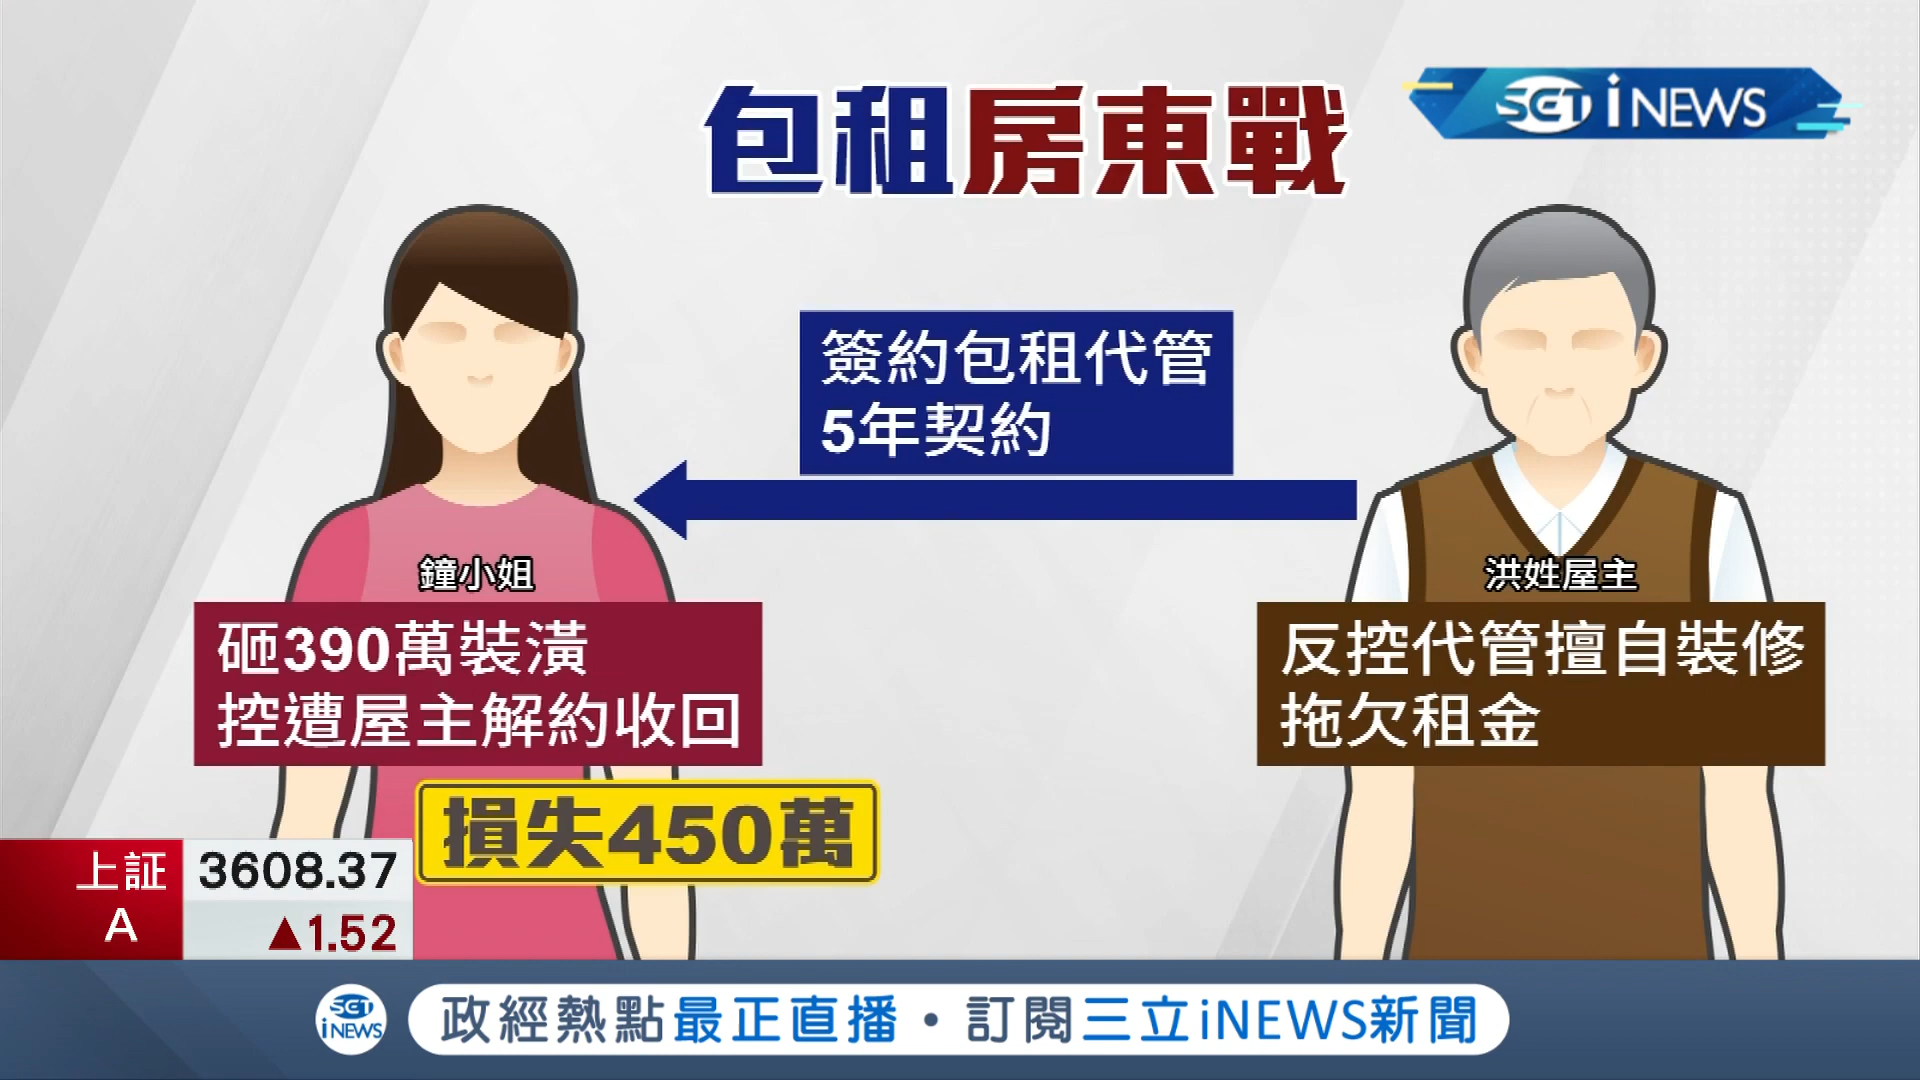 包租房東戰
SET iNEWS
簽約包租代管
5年契約
鐘小姐
砸390萬裝潢
控遭屋主解約收回
損失450萬
洪姓屋主
反控代管擅自裝修
拖欠租金
上証
A
3608.37
▲1.52
SET
iNEWS
政經熱點最正直播・訂閱三立iNEWS新聞